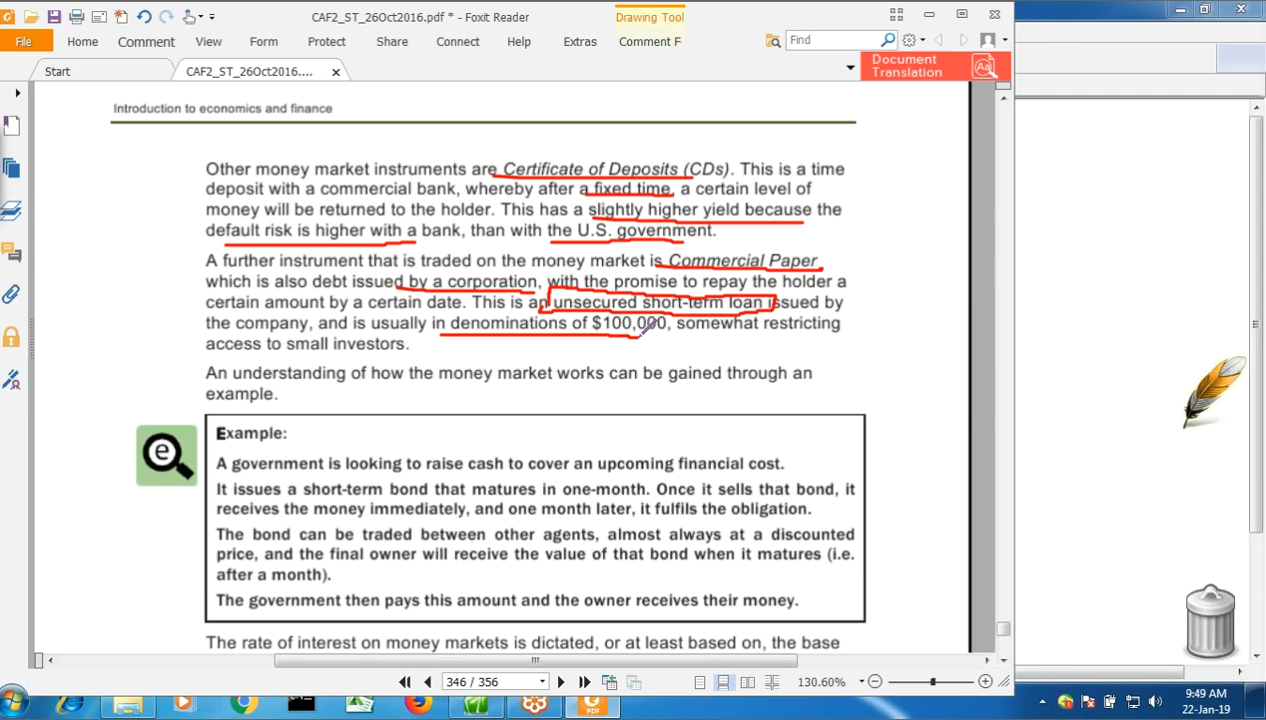 CAF2_ST_26Oct2016.pdf * - Foxit Reader
Drawing Tool
File Home Comment View Form Protect Share Connect Help Extras Comment F Find
Start CAF2_ST_26Oct2016.... Document
Translation
Introduction to economics and finance
Other money market instruments are Certificate of Deposits (CDs). This is a time
deposit with a commercial bank, whereby after a fixed time, a certain level of
money will be returned to the holder. This has a slightly higher yield because the
default risk is higher with a bank, than with the U.S. government.
A further instrument that is traded on the money market is Commercial Paper
which is also debt issued by a corporation, with the promise to repay the holder a
certain amount by a certain date. This is an unsecured short-term loan issued by
the company, and is usually in denominations of $100,000, somewhat restricting
access to small investors.
An understanding of how the money market works can be gained through an
example.
e
Example:
A government is looking to raise cash to cover an upcoming financial cost.
It issues a short-term bond that matures in one-month. Once it sells that bond, it
receives the money immediately, and one month later, it fulfils the obligation.
The bond can be traded between other agents, almost always at a discounted
price, and the final owner will receive the value of that bond when it matures (i.e.
after a month).
The government then pays this amount and the owner receives their money.
The rate of interest on money markets is dictated, or at least based on, the base
346 / 356 130.60%
9:49 AM
22-Jan-19